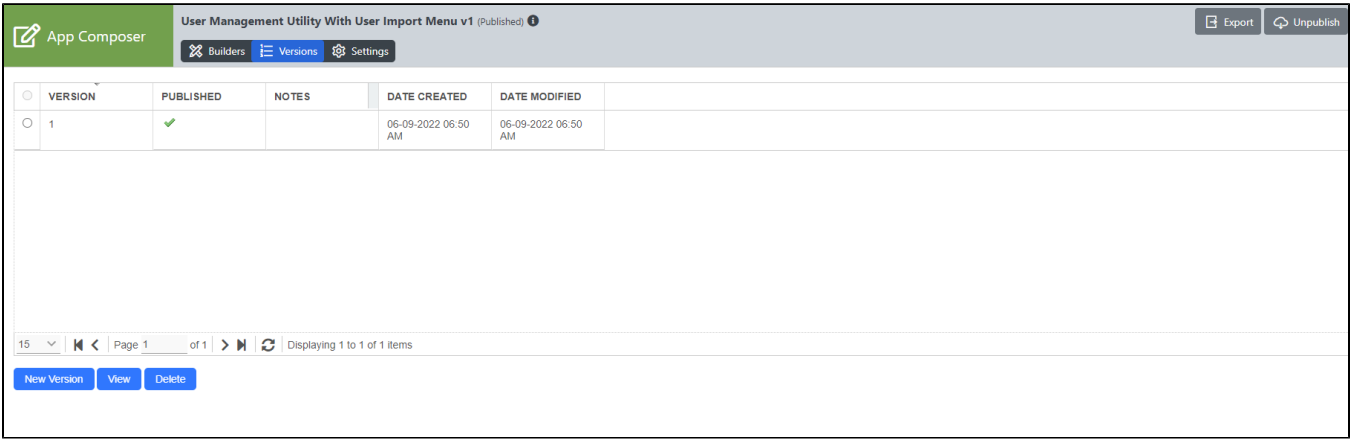 App Composer
User Management Utility With User Import Menu v1 (Published)
Builders Versions Settings
Export Unpublish
VERSION PUBLISHED NOTES DATE CREATED DATE MODIFIED
1 06-09-2022 06:50 AM 06-09-2022 06:50 AM
15 Page 1 of 1 Displaying 1 to 1 of 1 items
New Version View Delete